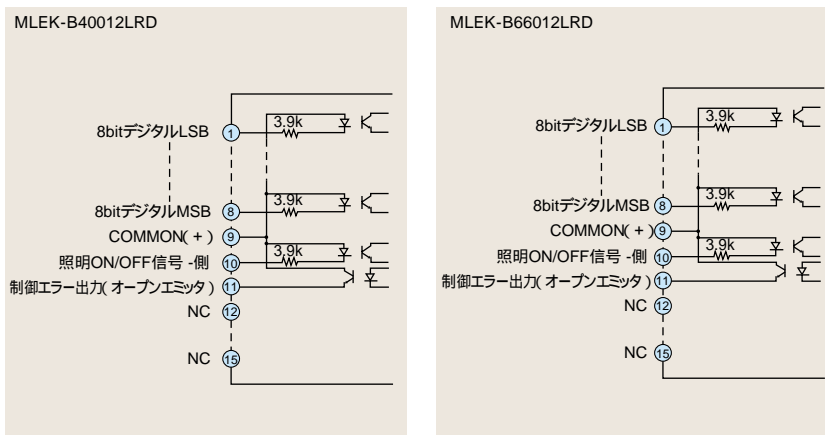 MLEK-B40012LRD
8bitデジタルLSB 1 3.9k
8bitデジタルMSB 8 3.9k
COMMON(+) 9
照明ON/OFF信号 -側 10 3.9k
制御エラー出力(オープンエミッタ) 11
NC 12
NC 15
MLEK-B66012LRD
8bitデジタルLSB 1 3.9k
8bitデジタルMSB 8 3.9k
COMMON(+) 9
照明ON/OFF信号 -側 10 3.9k
制御エラー出力(オープンエミッタ) 11
NC 12
NC 15